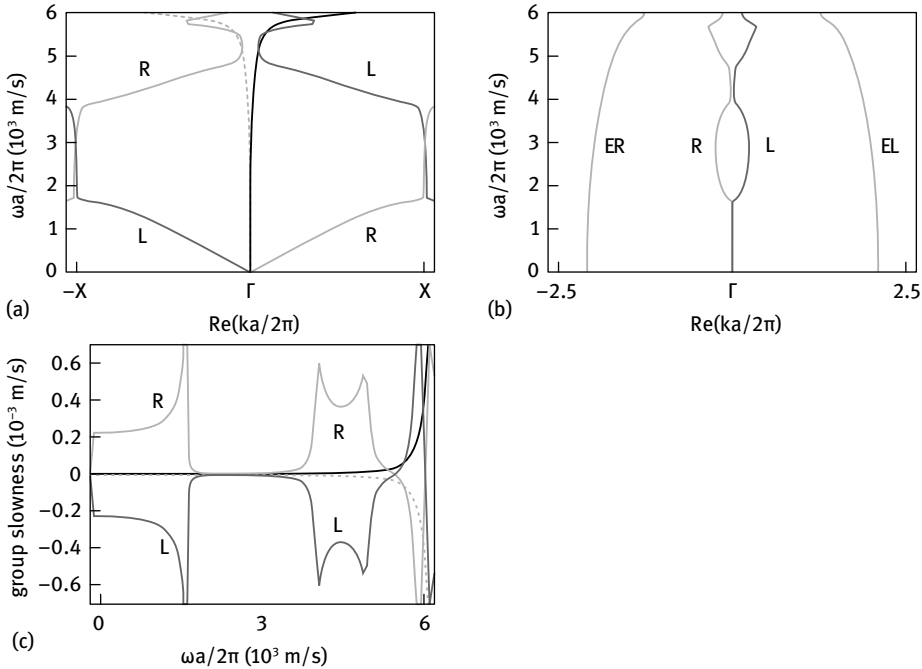 6
5
4
3
2
1
0
ωa/2π (10³ m/s)
R
L
L
R
−X
Γ
X
(a)
Re(ka/2π)
6
5
4
3
2
1
0
ωa/2π (10³ m/s)
ER
R
L
EL
−2.5
Γ
2.5
(b)
Re(ka/2π)
0.6
0.4
0.2
0
−0.2
−0.4
−0.6
group slowness (10⁻³ m/s)
R
R
L
L
0
3
6
(c)
ωa/2π (10³ m/s)